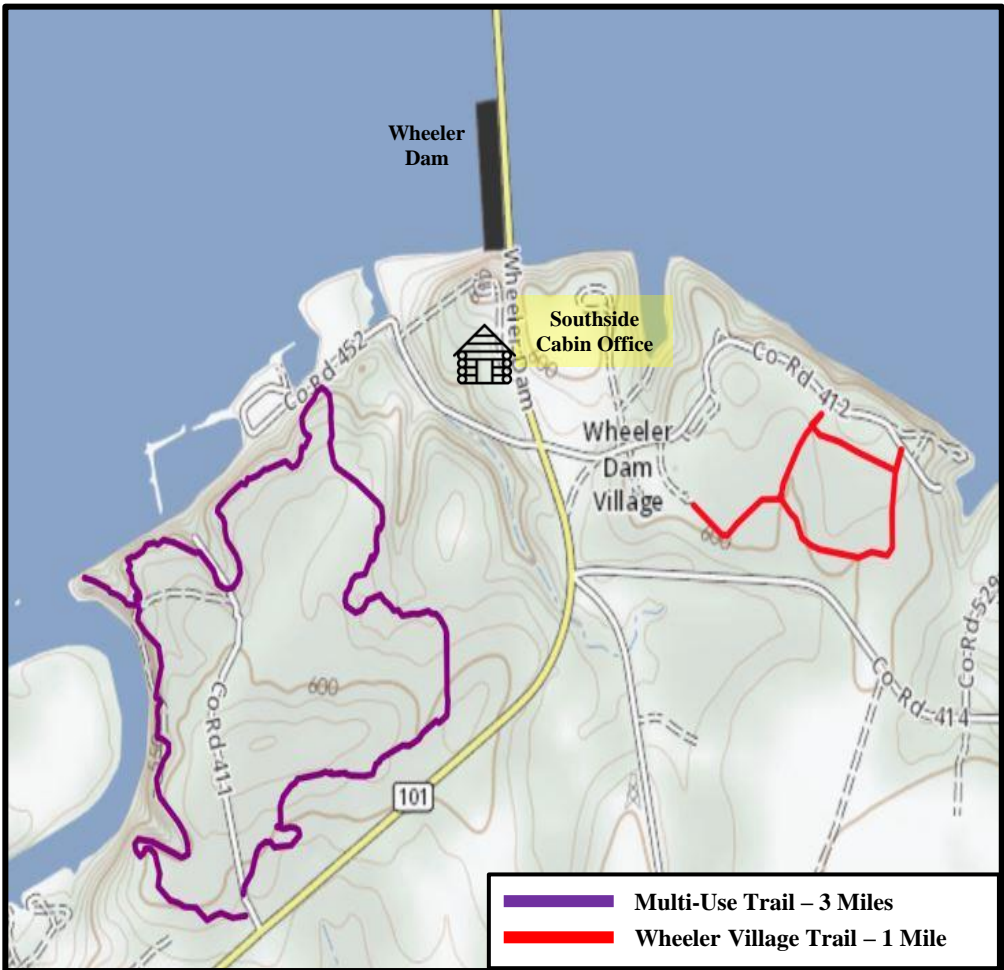 Wheeler
Dam
Wheeler Dam
Southside
Cabin Office
600
Co-Rd-452
Co-Rd-412
Wheeler
Dam
Village
600
Co-Rd-529
600
Co-Rd-411
Co-Rd-414
101
Multi-Use Trail – 3 Miles
Wheeler Village Trail – 1 Mile